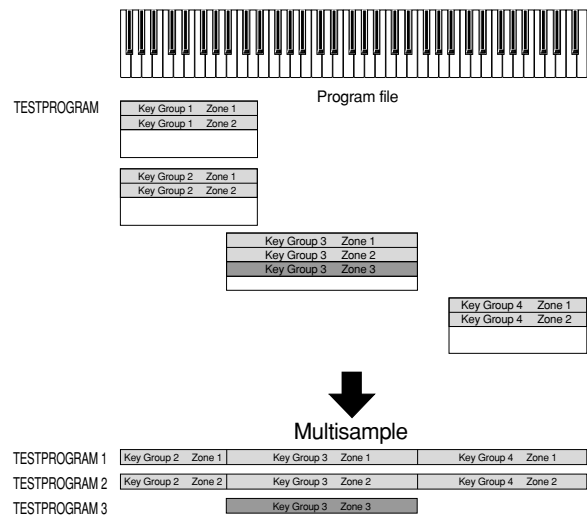 Program file
TESTPROGRAM
Key Group 1 Zone 1
Key Group 1 Zone 2
Key Group 2 Zone 1
Key Group 2 Zone 2
Key Group 3 Zone 1
Key Group 3 Zone 2
Key Group 3 Zone 3
Key Group 4 Zone 1
Key Group 4 Zone 2
Multisample
TESTPROGRAM 1 Key Group 2 Zone 1 Key Group 3 Zone 1 Key Group 4 Zone 1
TESTPROGRAM 2 Key Group 2 Zone 2 Key Group 3 Zone 2 Key Group 4 Zone 2
TESTPROGRAM 3 Key Group 3 Zone 3